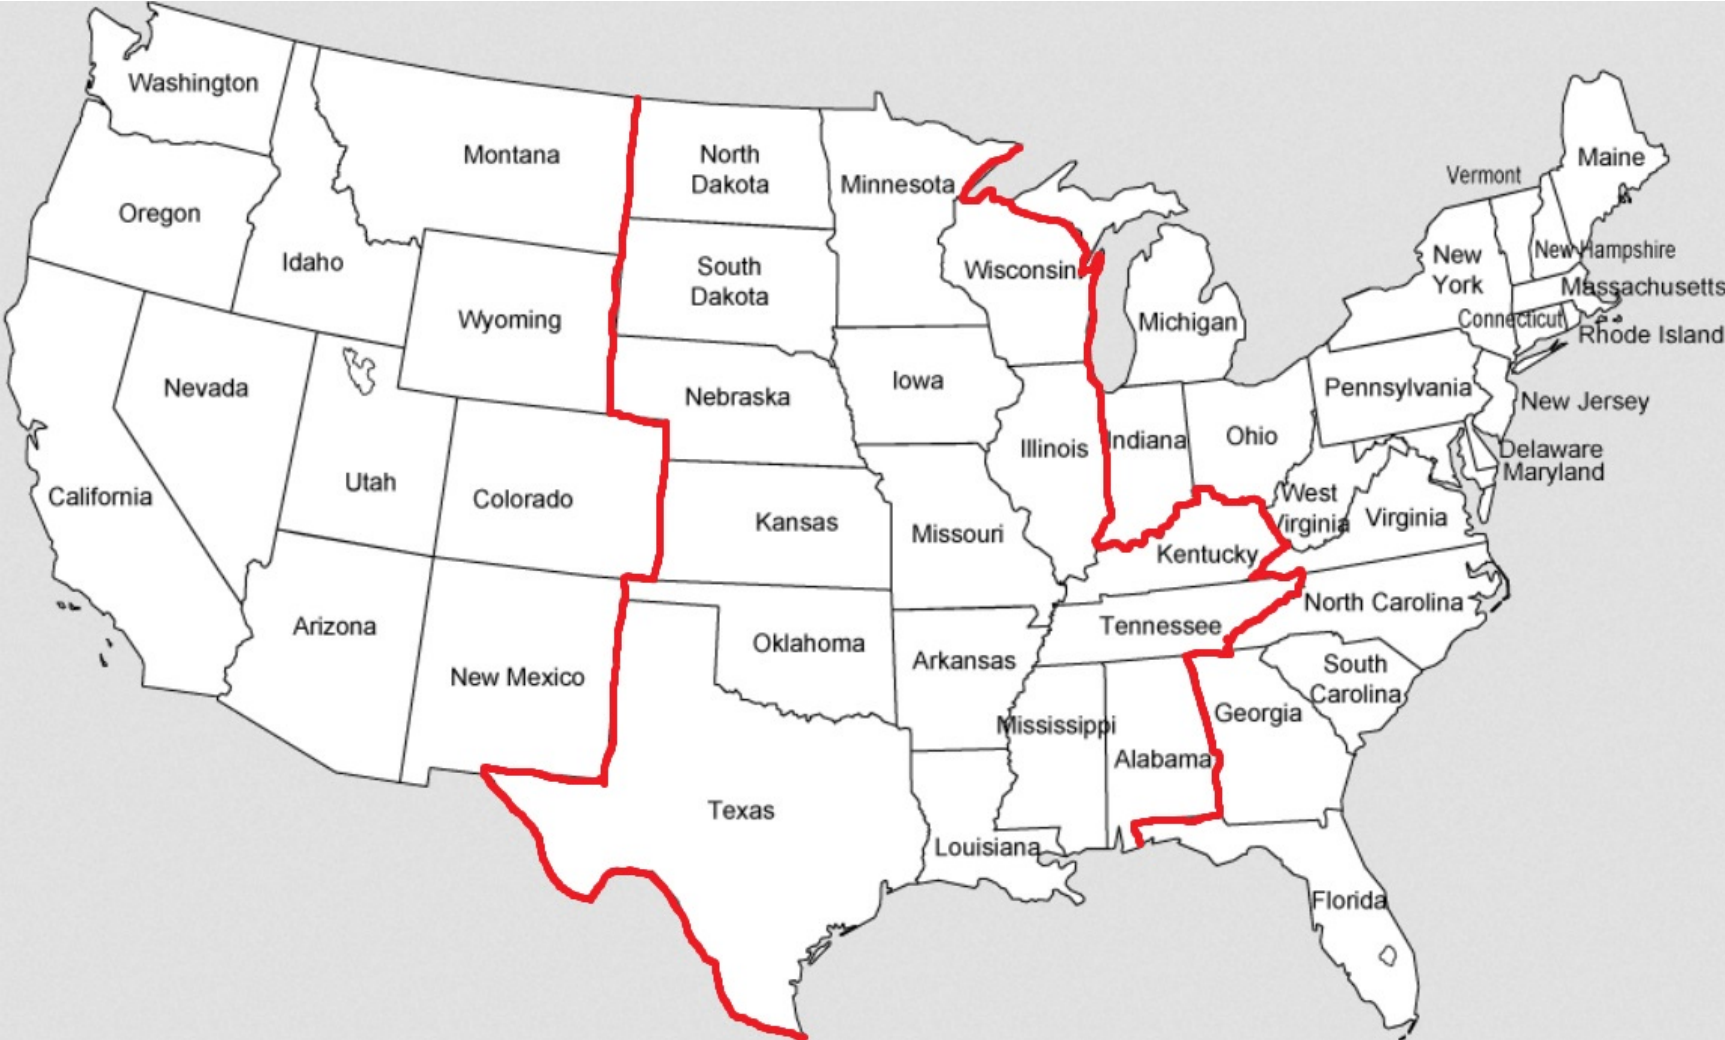 Washington
Montana
North
Dakota
Minnesota
Maine
Vermont
Oregon
Idaho
South
Dakota
Wisconsin
New
York
New Hampshire
Massachusetts
Wyoming
Michigan
Connecticut
Rhode Island
Nevada
Nebraska
Iowa
Pennsylvania
New Jersey
California
Utah
Colorado
Kansas
Missouri
Illinois
Indiana
Ohio
West
Virginia
Virginia
Delaware
Maryland
Kentucky
Arizona
New Mexico
Oklahoma
Arkansas
Tennessee
North Carolina
South
Carolina
Mississippi
Alabama
Georgia
Texas
Louisiana
Florida